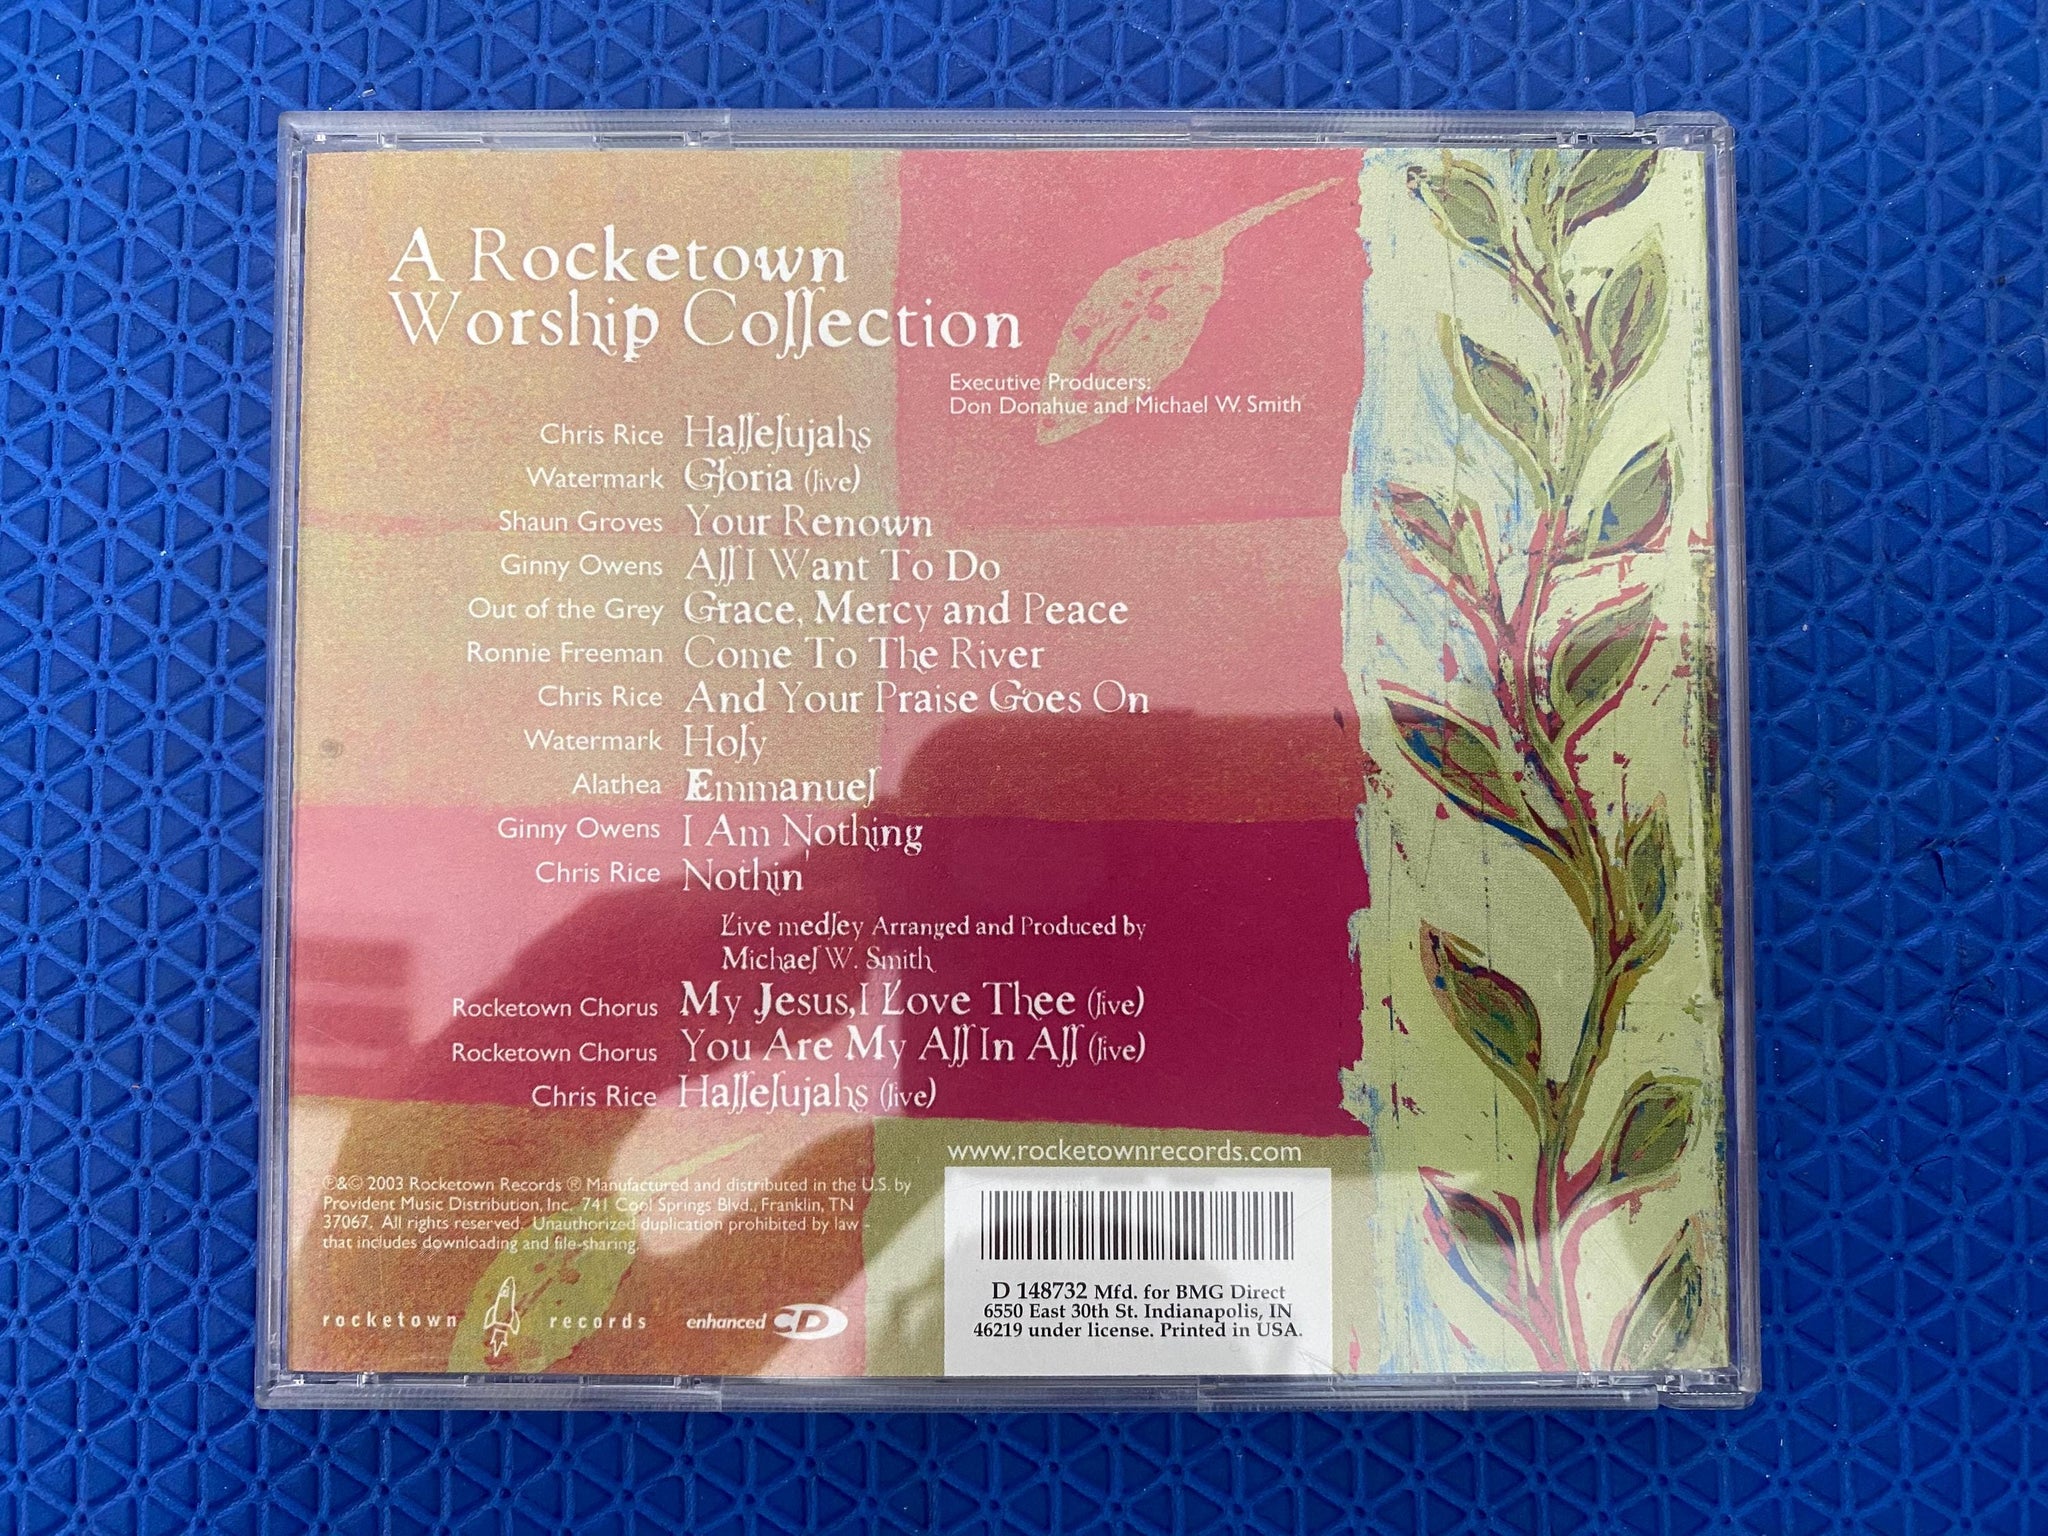 A Rocketown
Worship Collection
Executive Producers:
Don Donahue and Michael W. Smith
Chris Rice Hallelujahs
Watermark Gloria (live)
Shaun Groves Your Renown
Ginny Owens All I Want To Do
Out of the Grey Grace, Mercy and Peace
Ronnie Freeman Come To The River
Chris Rice And Your Praise Goes On
Watermark Holy
Alathea Emmanuel
Ginny Owens I Am Nothing
Chris Rice Nothin'
Live medley Arranged and Produced by
Michael W. Smith
Rocketown Chorus My Jesus, I Love Thee (live)
Rocketown Chorus You Are My All In All (live)
Chris Rice Hallelujahs (live)
www.rocketownrecords.com
℗&© 2003 Rocketown Records ® Manufactured and distributed in the U.S. by
Provident Music Distribution, Inc. 741 Cool Springs Blvd., Franklin, TN
37067. All rights reserved. Unauthorized duplication prohibited by law -
that includes downloading and file-sharing.
rocketown records
enhanced CD
D 148732 Mfd. for BMG Direct
6550 East 30th St. Indianapolis, IN
46219 under license. Printed in USA.